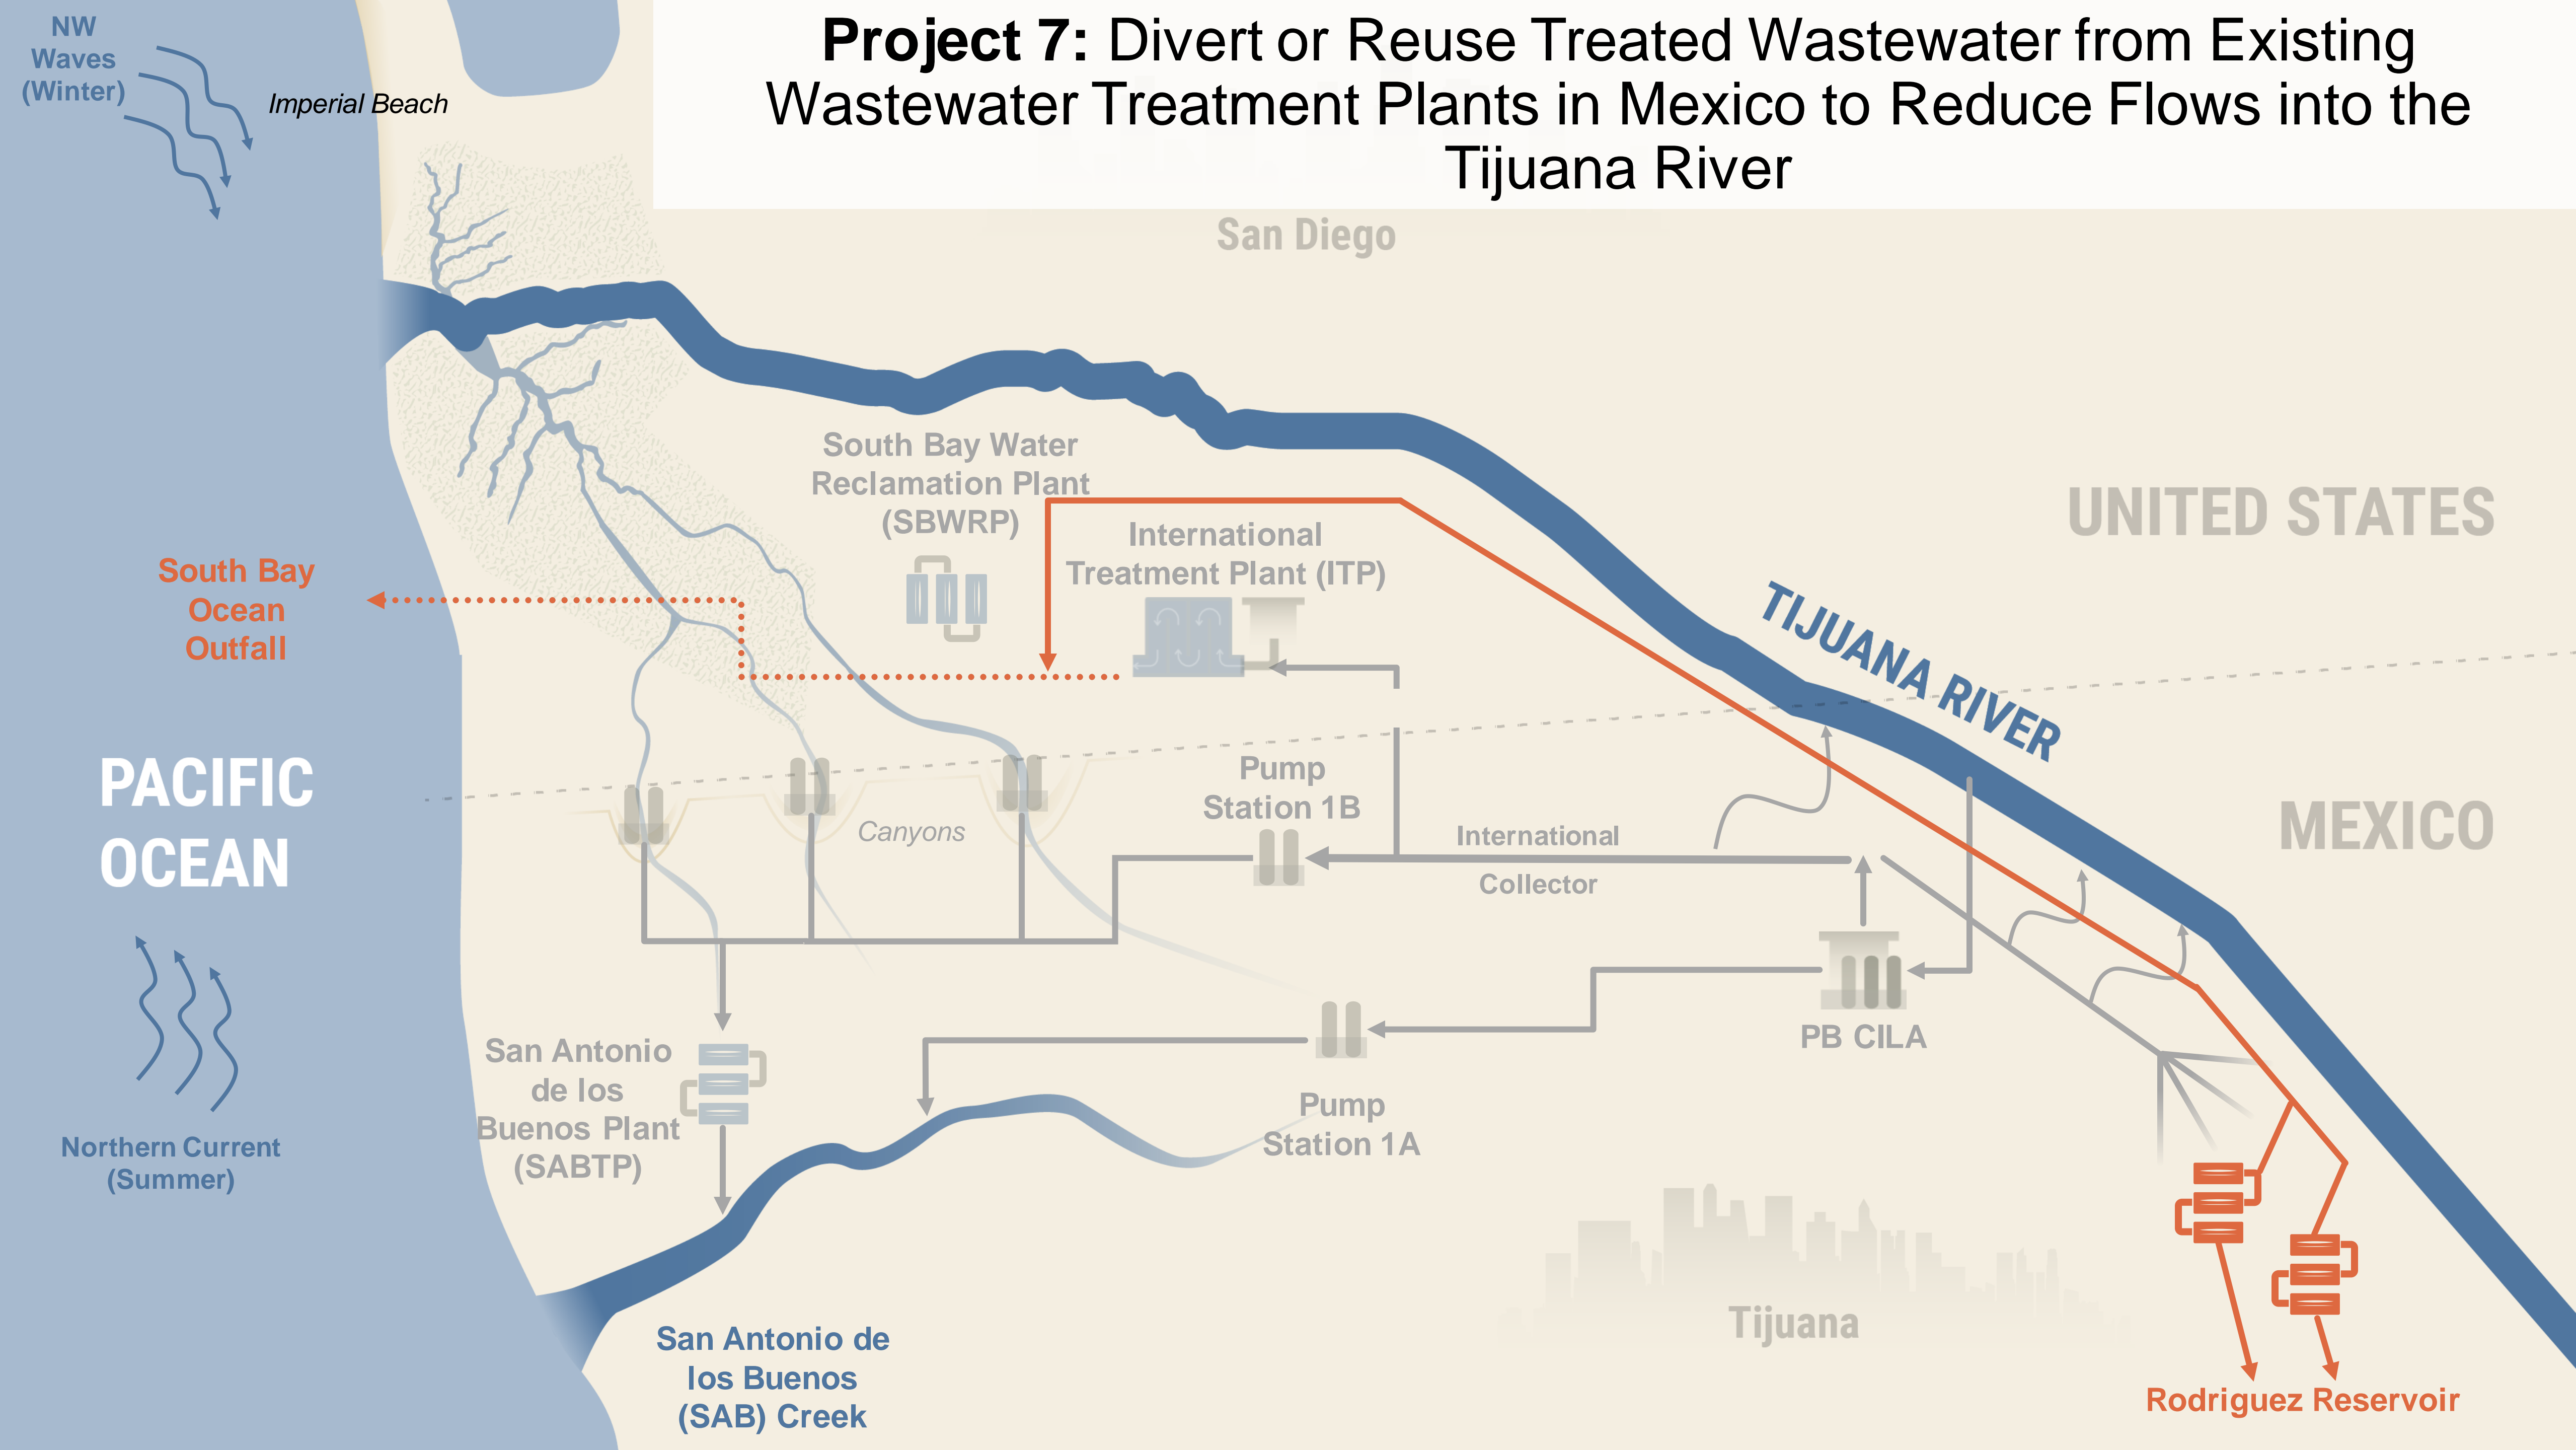 Project 7: Divert or Reuse Treated Wastewater from Existing
Wastewater Treatment Plants in Mexico to Reduce Flows into the
Tijuana River
NW
Waves
(Winter)
Imperial Beach
San Diego
South Bay Water
Reclamation Plant
(SBWRP)
International
Treatment Plant (ITP)
UNITED STATES
South Bay
Ocean
Outfall
TIJUANA RIVER
PACIFIC
OCEAN
Pump
Station 1B
Canyons
International
Collector
MEXICO
PB CILA
San Antonio
de los
Buenos Plant
(SABTP)
Pump
Station 1A
Northern Current
(Summer)
San Antonio de
los Buenos
(SAB) Creek
Tijuana
Rodriguez Reservoir